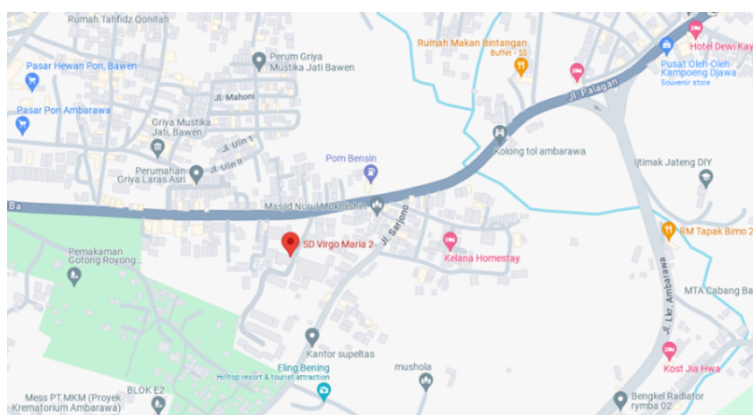 Rumah Tahfidz Qonitah
Hotel Dewi Kay
Perum Griya
Mustika Jati Bawen
Rumah Makan Bintangan
Buffet • $$
Pusat Oleh-Oleh
Kampoeng Djawa
Souvenir store
Pasar Hewan Pon, Bawen
Jl. Palagan
Jl. Mahoni
Pasar Pon Ambarawa
Griya Mustika
Jati, Bawen
Jl. Ulin 1
Jl. Ulin II
Kolong tol ambarawa
Perumahan
Griya Laras Asri
Pom Bensin
Ijtimak Jateng DIY
Ba
Masjid Nurul
Jl. Sarjono
SD Virgo Maria 2
Kelana Homestay
RM Tapak Bimo 2
Pemakaman
Gotong Royong...
MTA Cabang Ba
Jl. Lkr. Ambarawa
Kantor supeltas
Kost Jia Hwa
Eling Bening
Hilltop resort & tourist attraction
mushola
BLOK E2
Mess PT.MKM (Proyek
Krematorium Ambarawa)
Bengkel Radiator
rymba 02